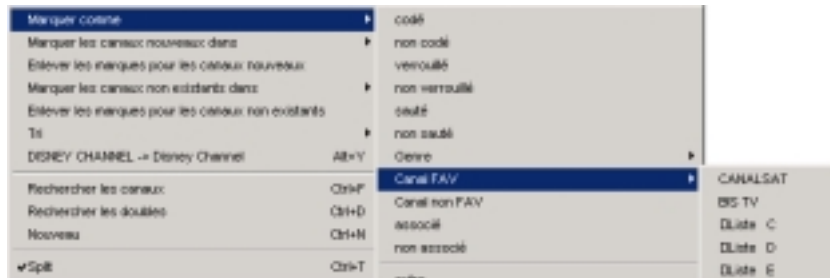 Marquer comme
Marquer les canaux nouveaux dans
Enlever les marques pour les canaux nouveaux
Marquer les canaux non existants dans
Enlever les marques pour les canaux non existants
Tri
DISNEY CHANNEL -> Disney Channel Alt+Y
Rechercher les canaux Ctrl+F
Rechercher les doubles Ctrl+D
Nouveau Ctrl+N
Split Ctrl+T
codé
non codé
verrouillé
non verrouillé
sauté
non sauté
Genre
Canal FAV
Canal non FAV
associé
non associé
CANALSAT
BIS TV
DListe C
DListe D
DListe E